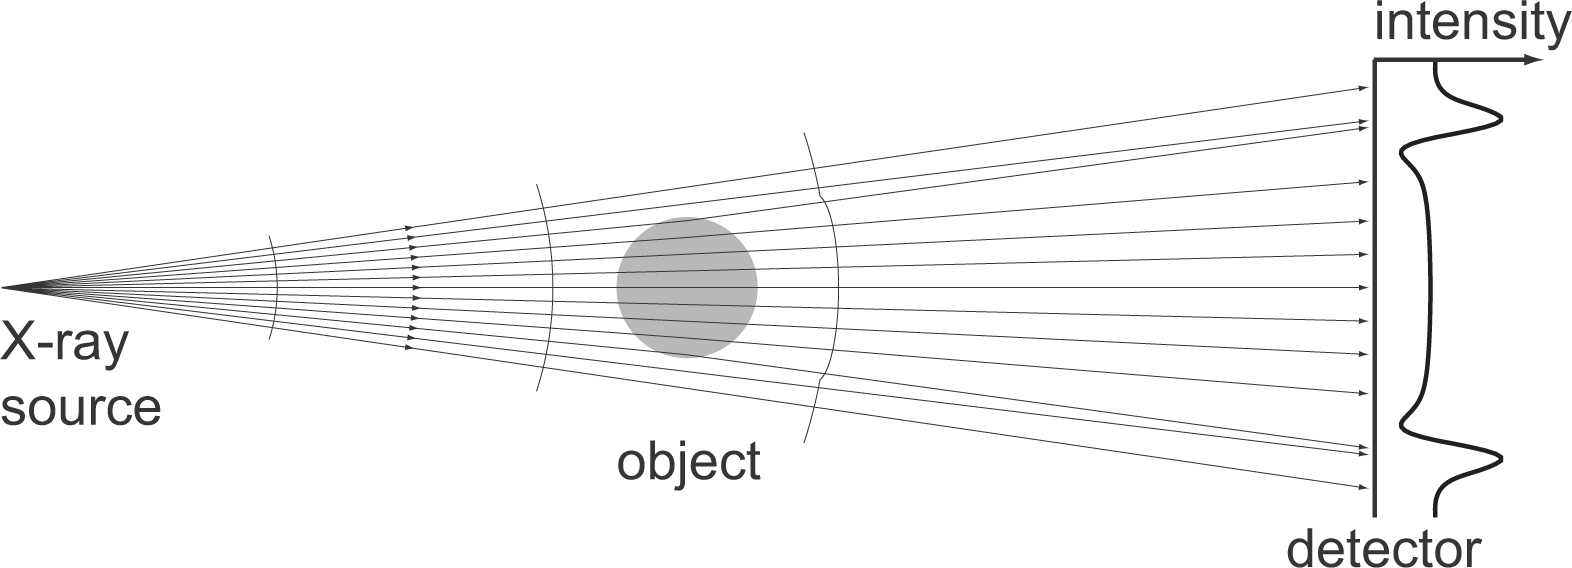 intensity
X-ray
source
object
detector